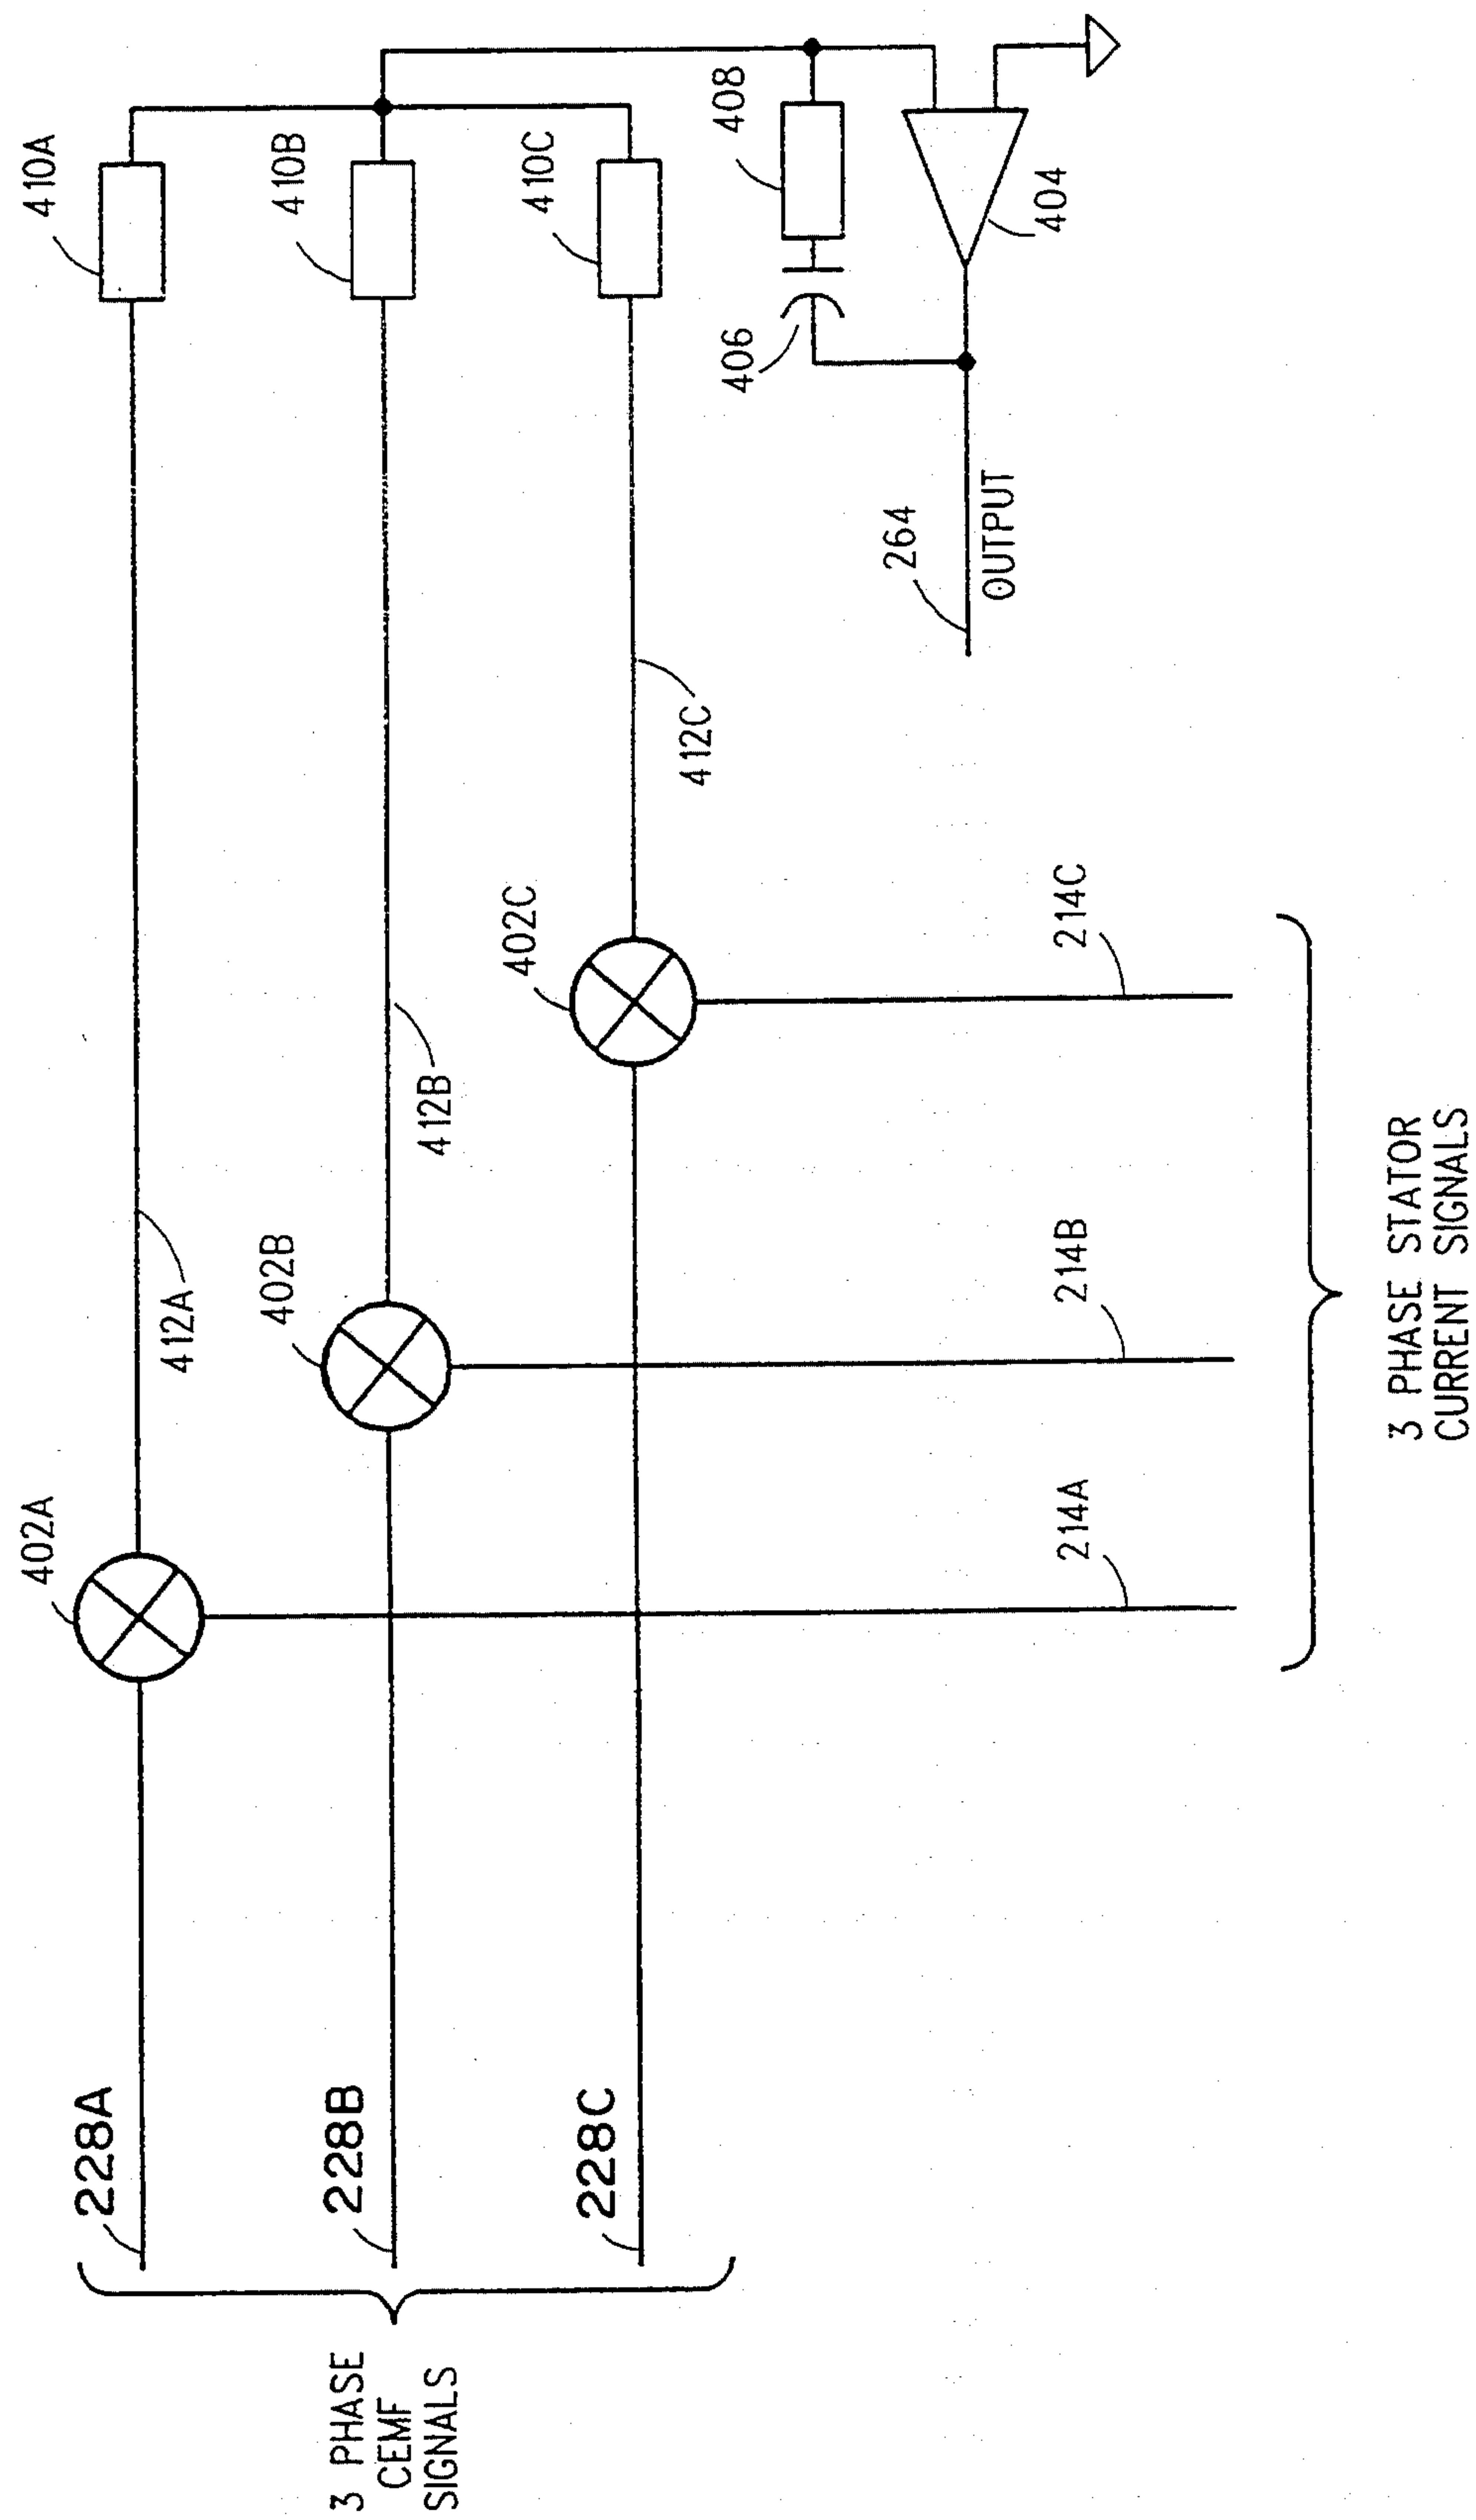 402A
402B
402C
410A
410B
410C
408
406
404
412A
412B
412C
264
OUTPUT
228A
228B
228C
3 PHASE
CEMF
SIGNALS
214A
214B
214C
3 PHASE STATOR
CURRENT SIGNALS